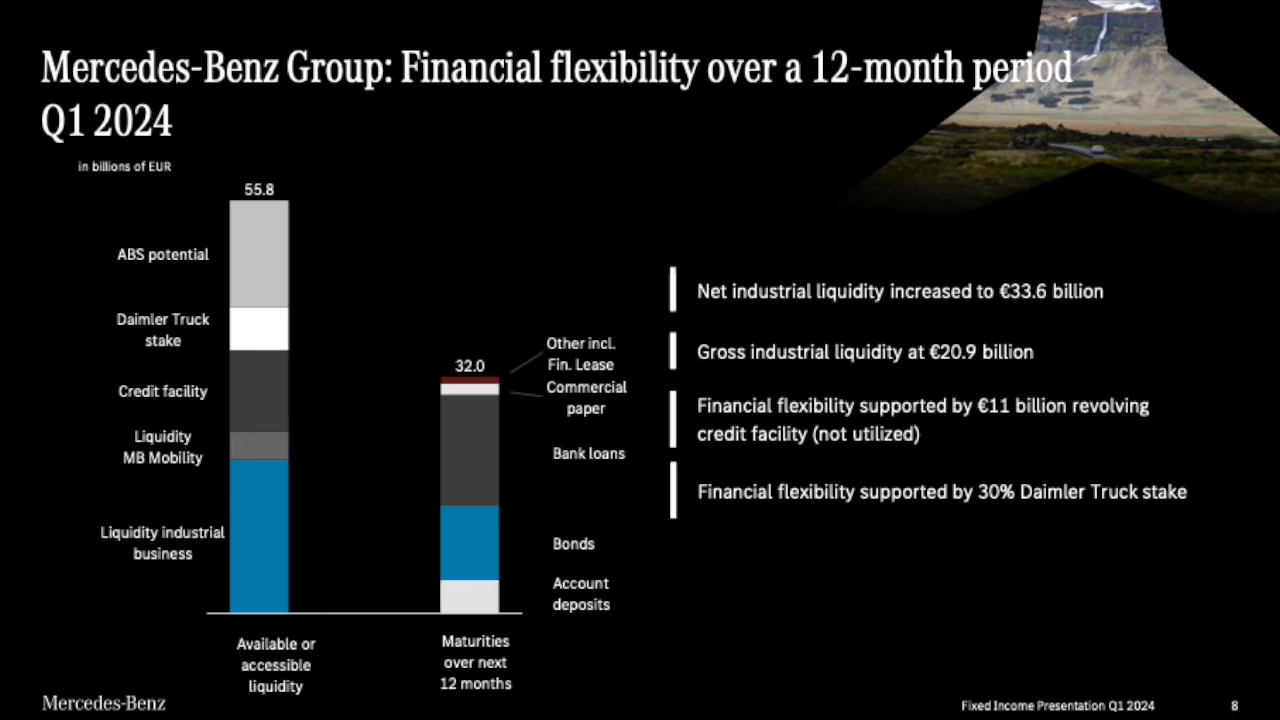 Mercedes-Benz Group: Financial flexibility over a 12-month period
Q1 2024
in billions of EUR
55.8
ABS potential
Daimler Truck
stake
Credit facility
Liquidity
MB Mobility
Liquidity industrial
business
Available or
accessible
liquidity
32.0
Other incl.
Fin. Lease
Commercial
paper
Bank loans
Bonds
Account
deposits
Maturities
over next
12 months
Net industrial liquidity increased to €33.6 billion
Gross industrial liquidity at €20.9 billion
Financial flexibility supported by €11 billion revolving
credit facility (not utilized)
Financial flexibility supported by 30% Daimler Truck stake
Mercedes-Benz
Fixed Income Presentation Q1 2024
8